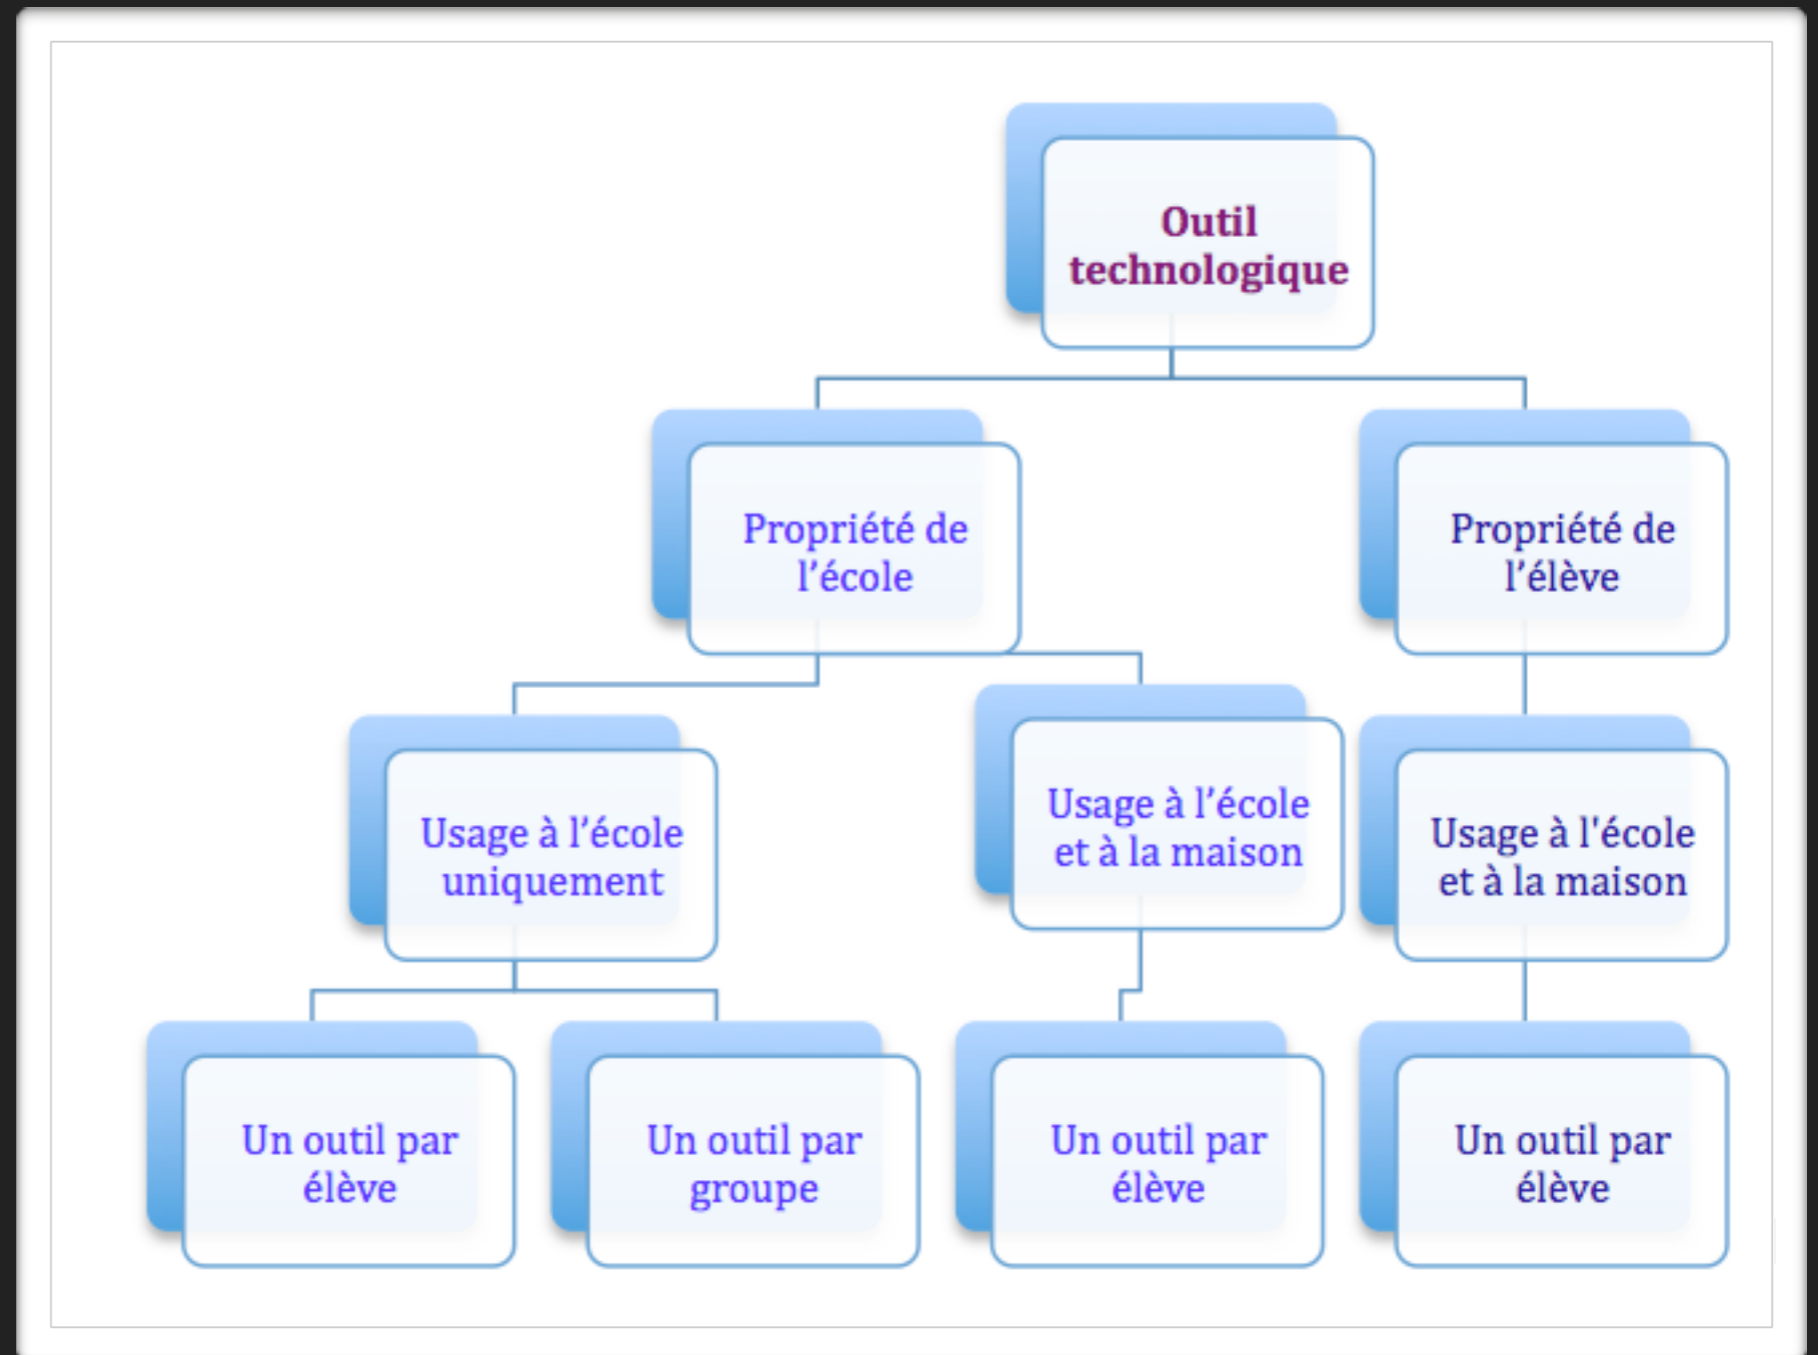 Outil
technologique
Propriété de
l’école
Propriété de
l’élève
Usage à l’école
uniquement
Usage à l’école
et à la maison
Usage à l'école
et à la maison
Un outil par
élève
Un outil par
groupe
Un outil par
élève
Un outil par
élève